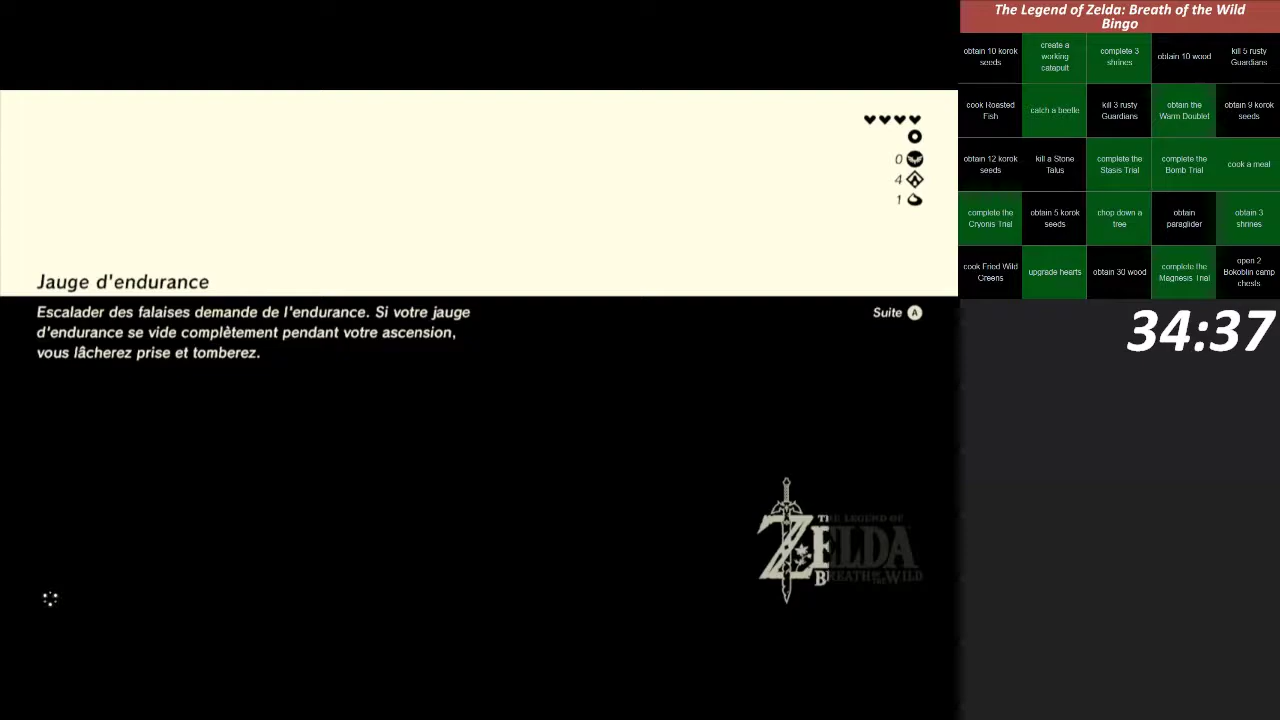 The Legend of Zelda: Breath of the Wild
Bingo
obtain 10 korok
seeds
create a
working
catapult
complete 3
shrines
obtain 10 wood
kill 5 rusty
Guardians
cook Roasted
Fish
catch a beetle
kill 3 rusty
Guardians
obtain the
Warm Doublet
obtain 9 korok
seeds
obtain 12 korok
seeds
kill a Stone
Talus
complete the
Stasis Trial
complete the
Bomb Trial
cook a meal
complete the
Cryonis Trial
obtain 5 korok
seeds
chop down a
tree
obtain
paraglider
obtain 3
shrines
cook Fried Wild
Greens
upgrade hearts
obtain 30 wood
complete the
Magnesis Trial
open 2
Bokoblin camp
chests
34:37
0
4
1
Jauge d'endurance
Escalader des falaises demande de l'endurance. Si votre jauge
d'endurance se vide complètement pendant votre ascension,
vous lâcherez prise et tomberez.
Suite A
THE LEGEND OF
ZELDA
BREATH OF THE WILD